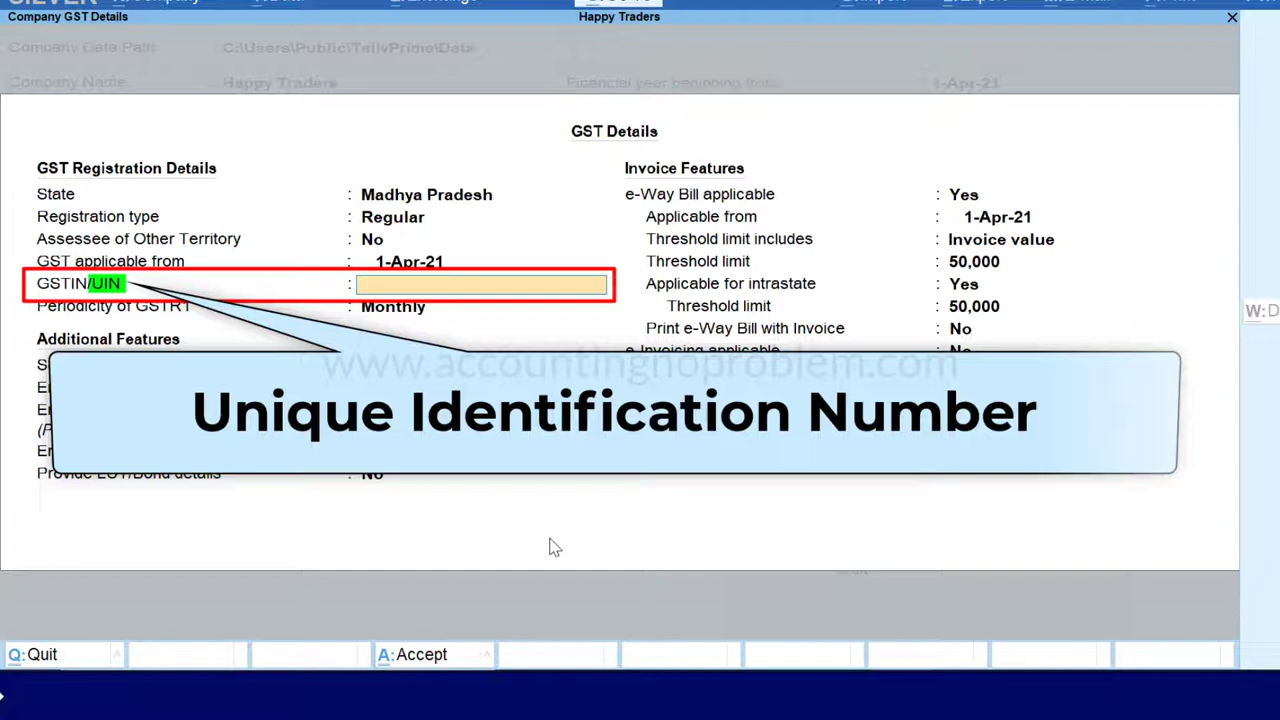 Company GST Details
Happy Traders
Company Data Path : C:\Users\Public\TallyPrime\Data
Company Name : Happy Traders
Financial year beginning from : 1-Apr-21
GST Details
GST Registration Details
State : Madhya Pradesh
Registration type : Regular
Assessee of Other Territory : No
GST applicable from : 1-Apr-21
GSTIN/UIN :
Periodicity of GSTR1 : Monthly
Additional Features
Invoice Features
e-Way Bill applicable : Yes
Applicable from : 1-Apr-21
Threshold limit includes : Invoice value
Threshold limit : 50,000
Applicable for intrastate : Yes
Threshold limit : 50,000
Print e-Way Bill with Invoice : No
e-Invoicing applicable : No
www.accountingnoproblem.com
Unique Identification Number
Provide LUT/Bond details : No
Q:Quit
A:Accept
W:D